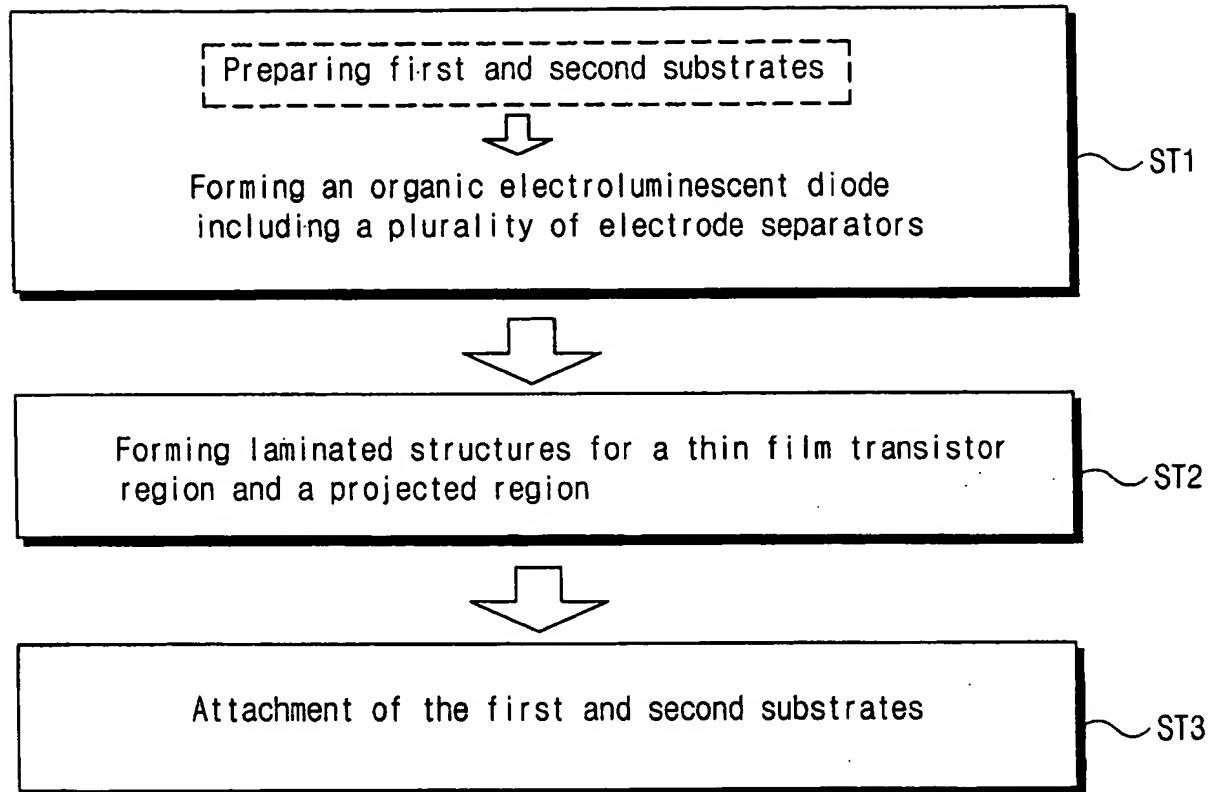 Preparing first and second substrates
Forming an organic electroluminescent diode
including a plurality of electrode separators
ST1
Forming laminated structures for a thin film transistor
region and a projected region
ST2
Attachment of the first and second substrates
ST3